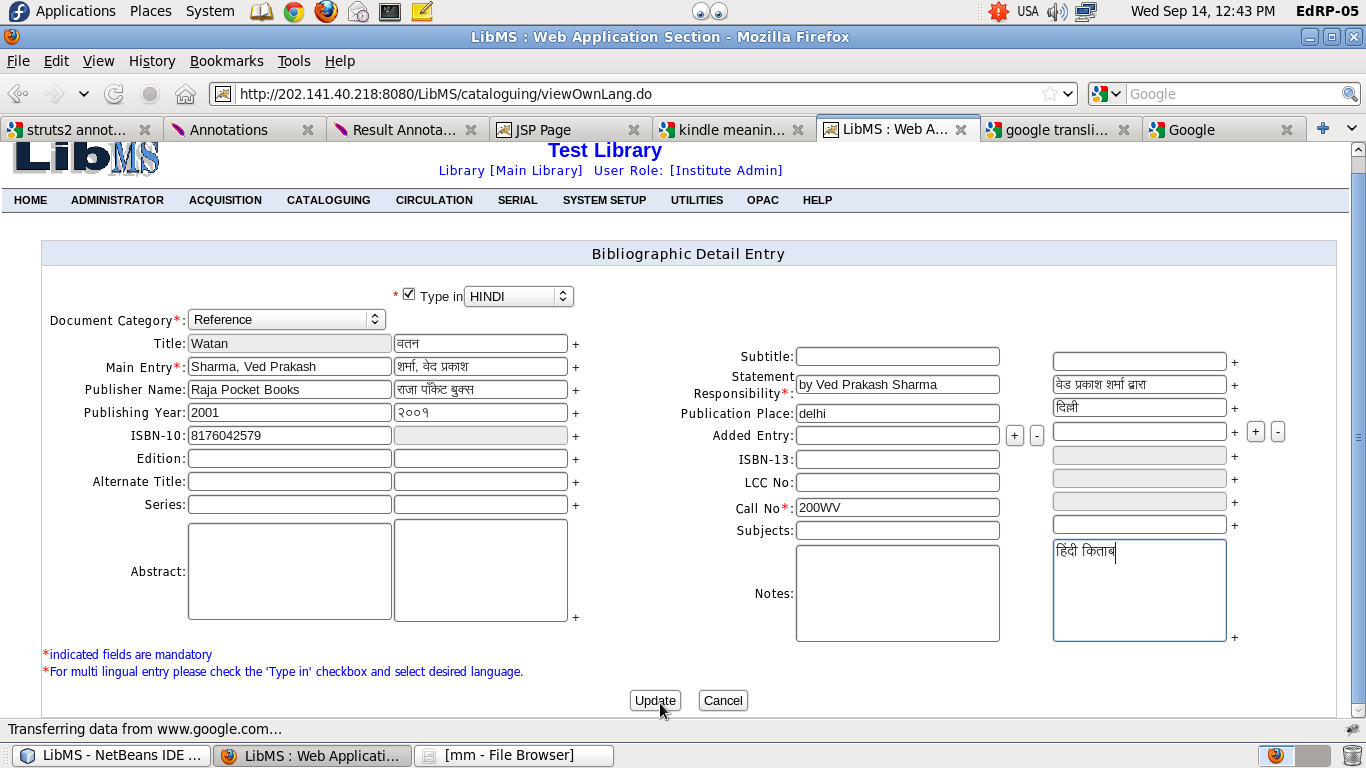 Applications Places System USA Wed Sep 14, 12:43 PM EdRP-05
LibMS : Web Application Section - Mozilla Firefox
File Edit View History Bookmarks Tools Help
http://202.141.40.218:8080/LibMS/cataloguing/viewOwnLang.do Google
struts2 annot... Annotations Result Annota... JSP Page kindle meanin... LibMS : Web A... google transli... Google
LibMS
Test Library
Library [Main Library] User Role: [Institute Admin]
HOME ADMINISTRATOR ACQUISITION CATALOGUING CIRCULATION SERIAL SYSTEM SETUP UTILITIES OPAC HELP
Bibliographic Detail Entry
* Type in HINDI
Document Category*: Reference
Title: Watan वतन +
Main Entry*: Sharma, Ved Prakash शर्मा, वेद प्रकाश +
Publisher Name: Raja Pocket Books राजा पॉकेट बुक्स +
Publishing Year: 2001 २००१ +
ISBN-10: 8176042579 +
Edition: +
Alternate Title: +
Series: +
Abstract: +
Subtitle: +
Statement Responsibility*: by Ved Prakash Sharma वेड प्रकाश शर्मा द्वारा +
Publication Place: delhi दिल्ली +
Added Entry: + - + + -
ISBN-13: +
LCC No: +
Call No*: 200WV +
Subjects: +
Notes: हिंदी किताब +
*indicated fields are mandatory
*For multi lingual entry please check the 'Type in' checkbox and select desired language.
Update Cancel
Transferring data from www.google.com...
LibMS - NetBeans IDE ... LibMS : Web Applicati... [mm - File Browser]